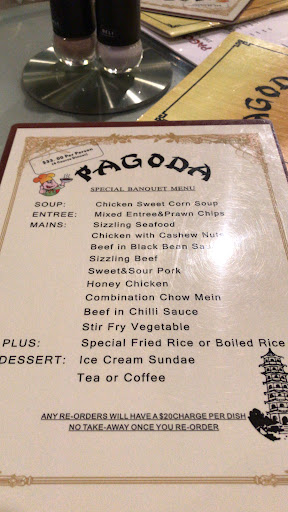 $33.00 Per Person
PAGODA
SPECIAL BANQUET MENU
SOUP: Chicken Sweet Corn Soup
ENTREE: Mixed Entree&Prawn Chips
MAINS: Sizzling Seafood
Chicken with Cashew Nuts
Beef in Black Bean
Sizzling Beef
Sweet&Sour Pork
Honey Chicken
Combination Chow Mein
Beef in Chilli Sauce
Stir Fry Vegetable
PLUS: Special Fried Rice or Boiled Rice
DESSERT: Ice Cream Sundae
Tea or Coffee
ANY RE-ORDERS WILL HAVE A $20CHARGE PER DISH
NO TAKE-AWAY ONCE YOU RE-ORDER
PAGODA